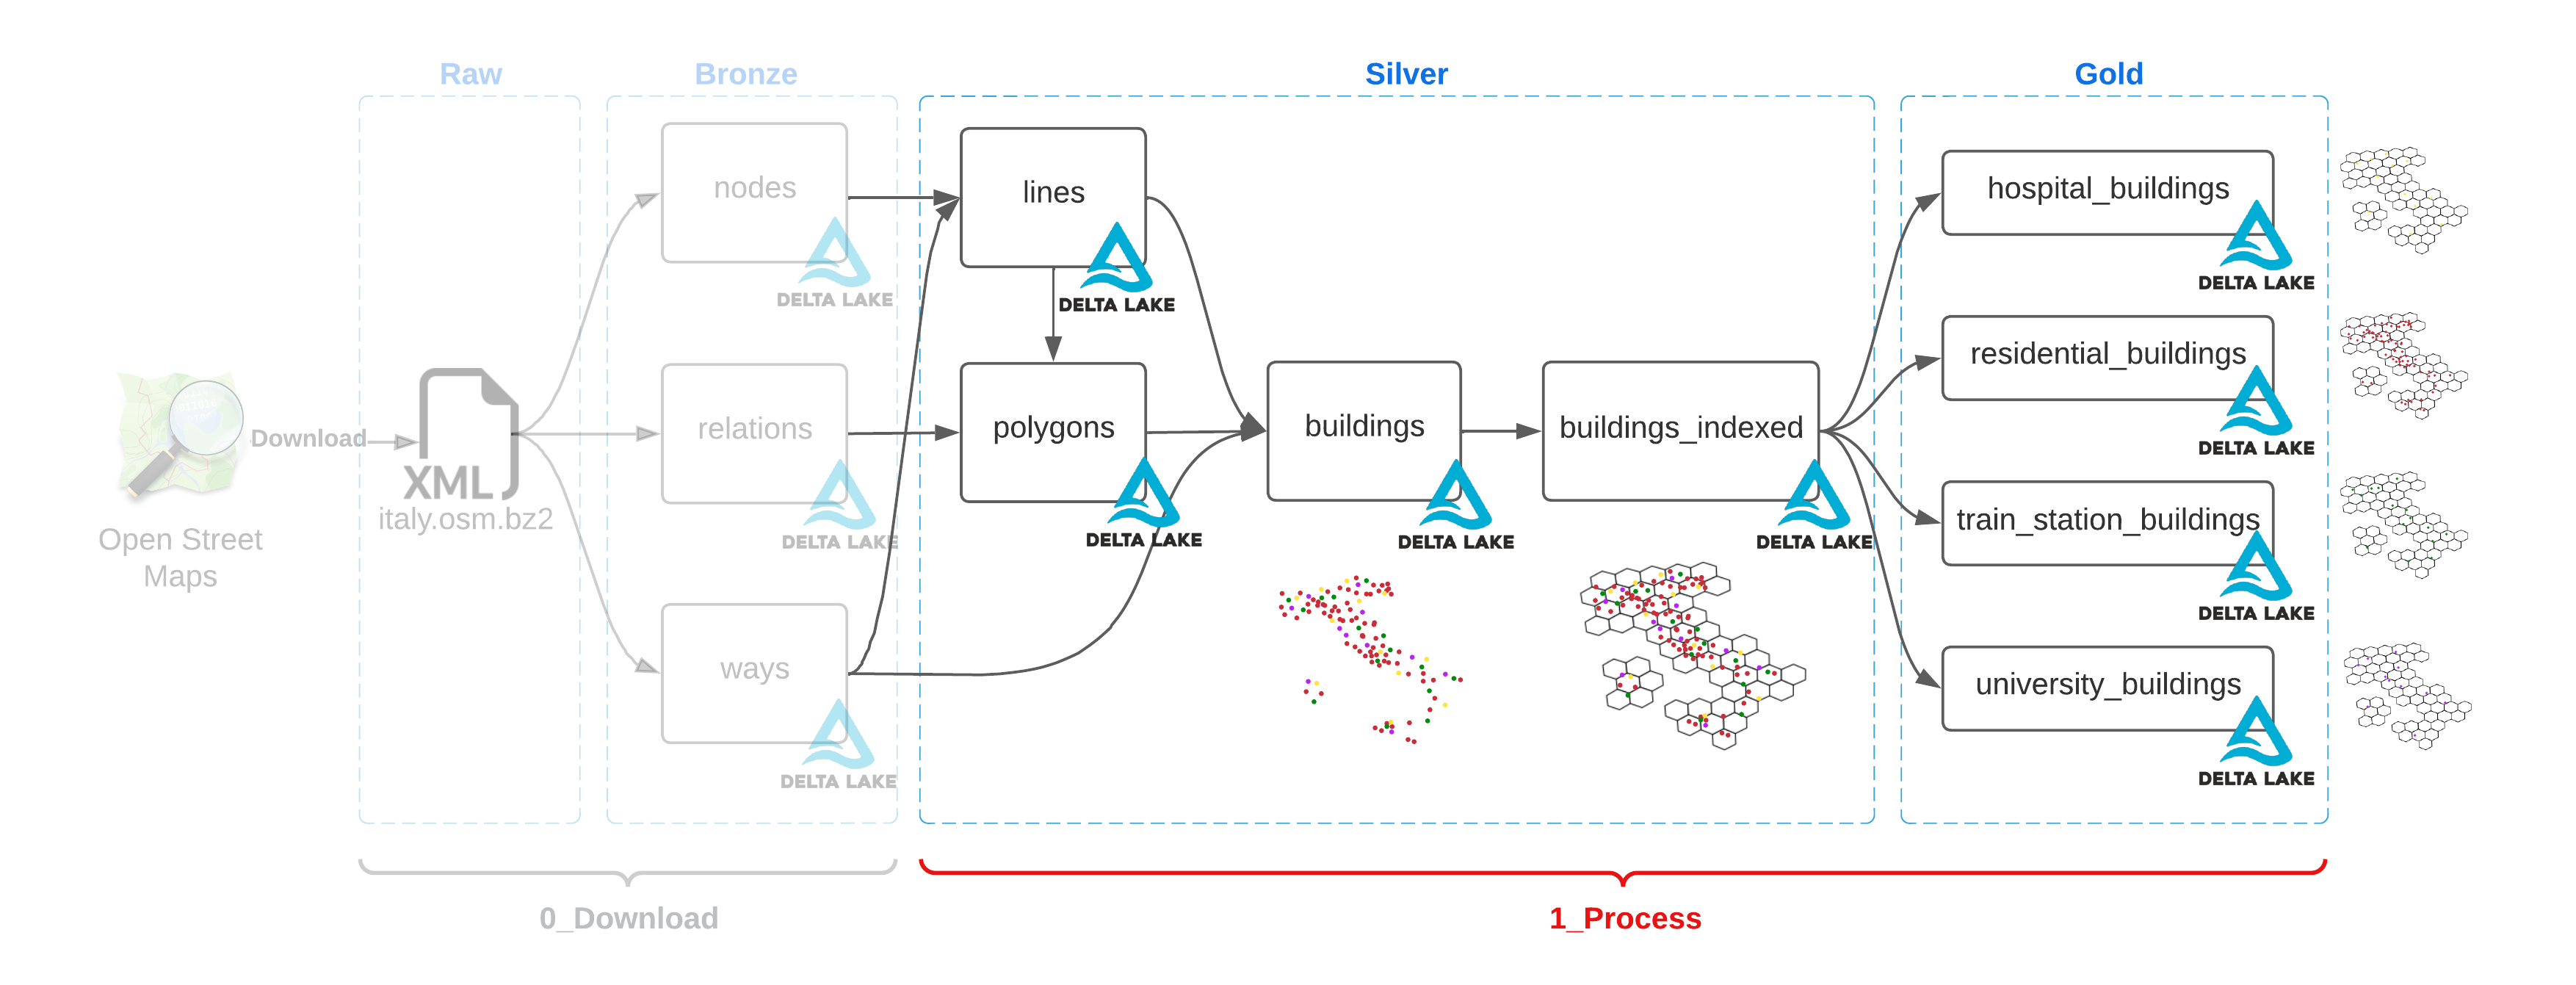 Raw
Bronze
Silver
Gold
nodes
DELTA LAKE
lines
DELTA LAKE
hospital_buildings
DELTA LAKE
Download
XML
italy.osm.bz2
Open Street
Maps
relations
DELTA LAKE
polygons
DELTA LAKE
buildings
DELTA LAKE
buildings_indexed
DELTA LAKE
residential_buildings
DELTA LAKE
train_station_buildings
DELTA LAKE
ways
DELTA LAKE
university_buildings
DELTA LAKE
0_Download
1_Process